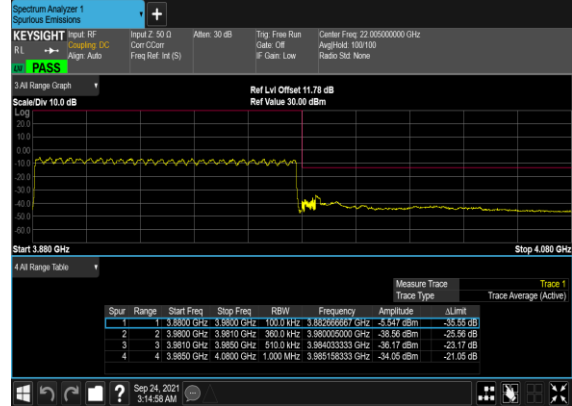 Spectrum Analyzer 1
Spurious Emissions
KEYSIGHT Input: RF Input Z: 50 Ω Atten: 30 dB Trig: Free Run Center Freq: 22.005000000 GHz
RL Coupling: DC Corr CCorr Gate: Off Avg|Hold: 100/100
Align: Auto Freq Ref: Int (S) IF Gain: Low Radio Std: None
PASS
3 All Range Graph
Ref Lvl Offset 11.78 dB
Scale/Div 10.0 dB Ref Value 30.00 dBm
Log
20.0
10.0
0.00
-10.0
-20.0
-30.0
-40.0
-50.0
-60.0
Start 3.880 GHz Stop 4.080 GHz
4 All Range Table
Measure Trace Trace 1
Trace Type Trace Average (Active)
Spur Range Start Freq Stop Freq RBW Frequency Amplitude ΔLimit
1 1 3.8800 GHz 3.9800 GHz 100.0 kHz 3.882666667 GHz -5.547 dBm -35.55 dB
2 2 3.9800 GHz 3.9810 GHz 360.0 kHz 3.980005000 GHz -38.56 dBm -25.56 dB
3 3 3.9810 GHz 3.9850 GHz 510.0 kHz 3.984033333 GHz -36.17 dBm -23.17 dB
4 4 3.9850 GHz 4.0800 GHz 1.000 MHz 3.985158333 GHz -34.05 dBm -21.05 dB
Sep 24, 2021
3:14:58 AM